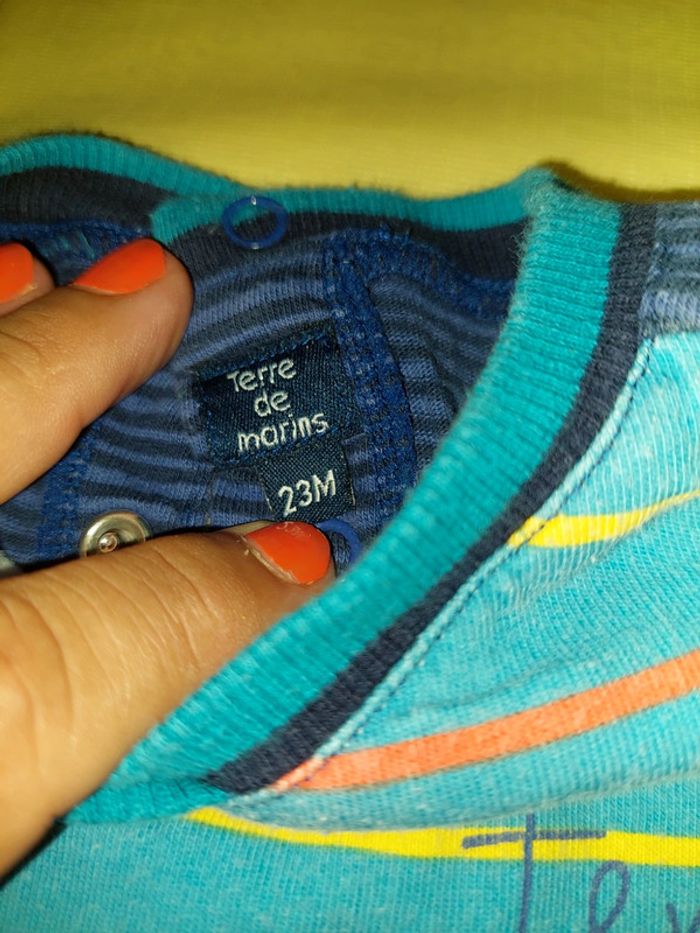 Terre
de
marins
23M